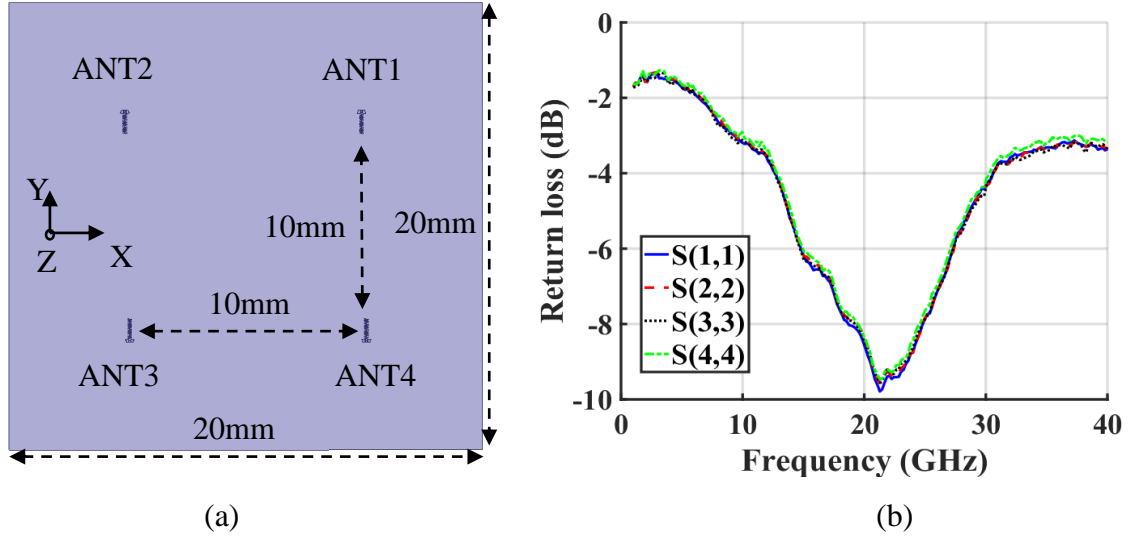 ANT2
ANT1
Y
Z
X
10mm
20mm
10mm
ANT3
ANT4
20mm
(a)
Return loss (dB)
-0
-2
-4
-6
-8
-10
S(1,1)
S(2,2)
S(3,3)
S(4,4)
0
10
20
30
40
Frequency (GHz)
(b)